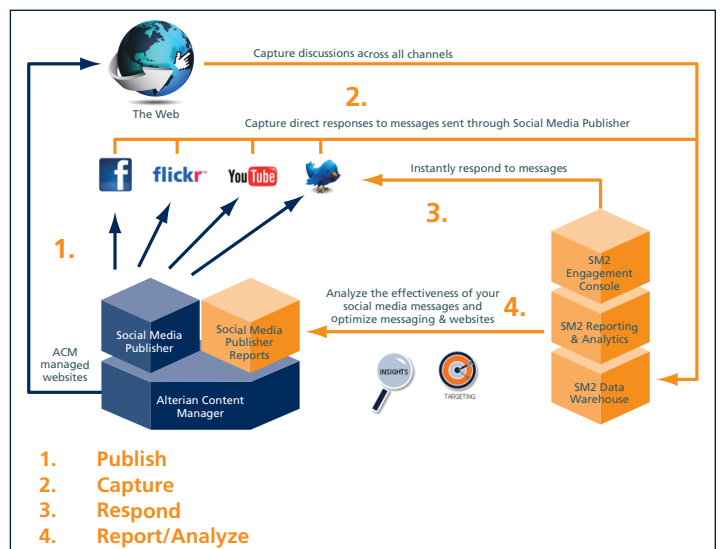 Capture discussions across all channels
The Web
2.
Capture direct responses to messages sent through Social Media Publisher
f
flickr™
YouTube
Instantly respond to messages
3.
1.
SM2
Engagement
Console
Analyze the effectiveness of your
social media messages and
optimize messaging & websites
4.
Social Media
Publisher
Social Media
Publisher
Reports
SM2 Reporting
& Analytics
ACM
managed
websites
INSIGHTS
TARGETING
SM2 Data
Warehouse
Alterian Content
Manager
1. Publish
2. Capture
3. Respond
4. Report/Analyze